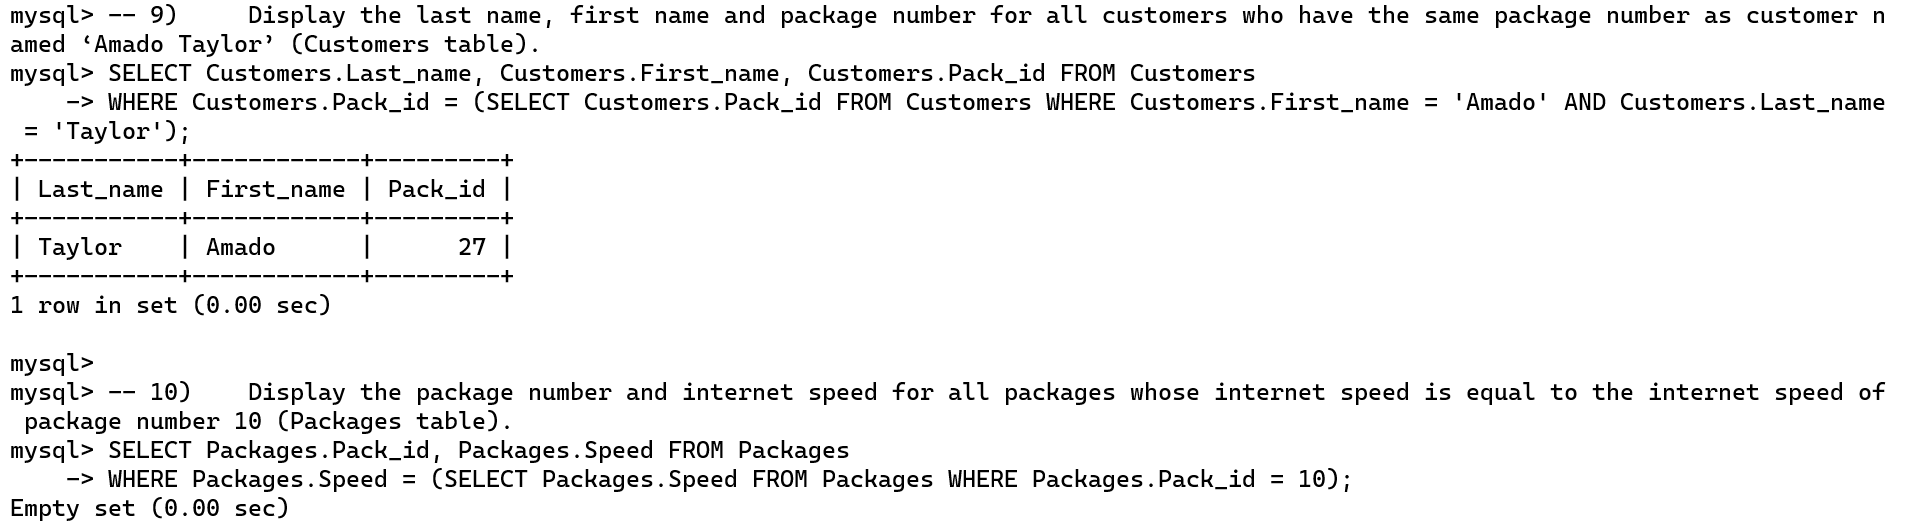 mysql> -- 9)    Display the last name, first name and package number for all customers who have the same package number as customer n
amed ‘Amado Taylor’ (Customers table).
mysql> SELECT Customers.Last_name, Customers.First_name, Customers.Pack_id FROM Customers
    -> WHERE Customers.Pack_id = (SELECT Customers.Pack_id FROM Customers WHERE Customers.First_name = 'Amado' AND Customers.Last_name
 = 'Taylor');
+-----------+------------+---------+
| Last_name | First_name | Pack_id |
+-----------+------------+---------+
| Taylor    | Amado      |      27 |
+-----------+------------+---------+
1 row in set (0.00 sec)

mysql>
mysql> -- 10)    Display the package number and internet speed for all packages whose internet speed is equal to the internet speed of
 package number 10 (Packages table).
mysql> SELECT Packages.Pack_id, Packages.Speed FROM Packages
    -> WHERE Packages.Speed = (SELECT Packages.Speed FROM Packages WHERE Packages.Pack_id = 10);
Empty set (0.00 sec)